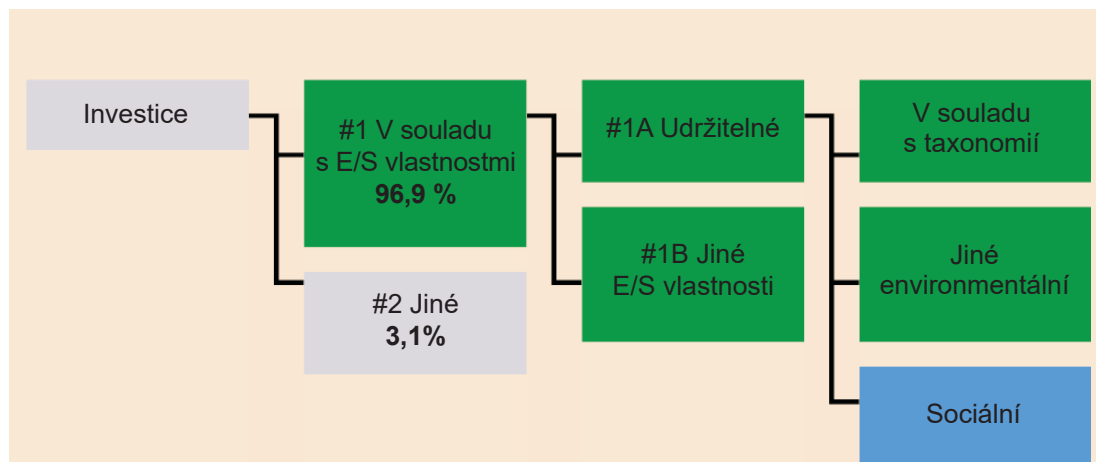 Investice
#1 V souladu
s E/S vlastnostmi
96,9 %
#2 Jiné
3,1%
#1A Udržitelné
#1B Jiné
E/S vlastnosti
V souladu
s taxonomií
Jiné
environmentální
Sociální